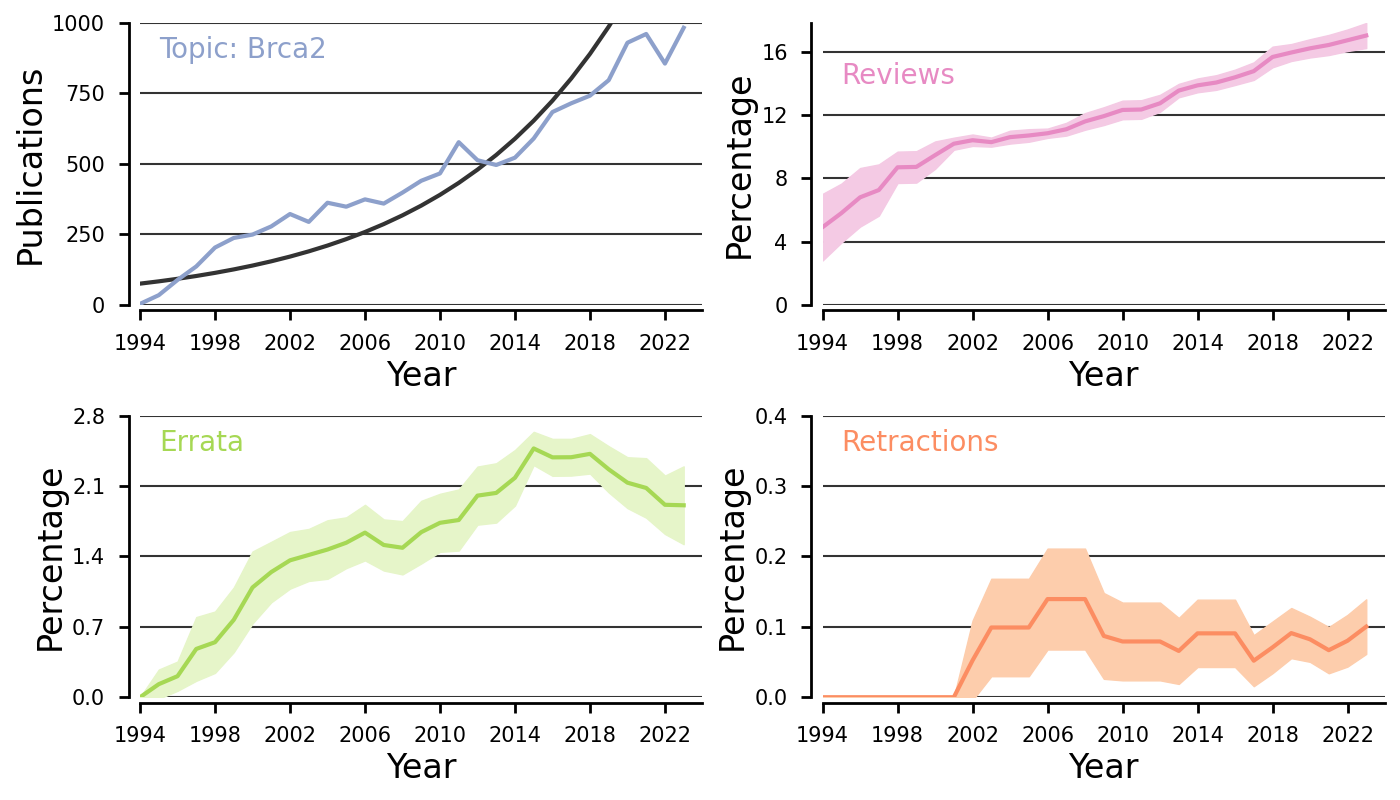 Topic: Brca2
Publications
1000
750
500
250
0
1994 1998 2002 2006 2010 2014 2018 2022
Year
Reviews
Percentage
16
12
8
4
0
1994 1998 2002 2006 2010 2014 2018 2022
Year
Errata
Percentage
2.8
2.1
1.4
0.7
0.0
1994 1998 2002 2006 2010 2014 2018 2022
Year
Retractions
Percentage
0.4
0.3
0.2
0.1
0.0
1994 1998 2002 2006 2010 2014 2018 2022
Year